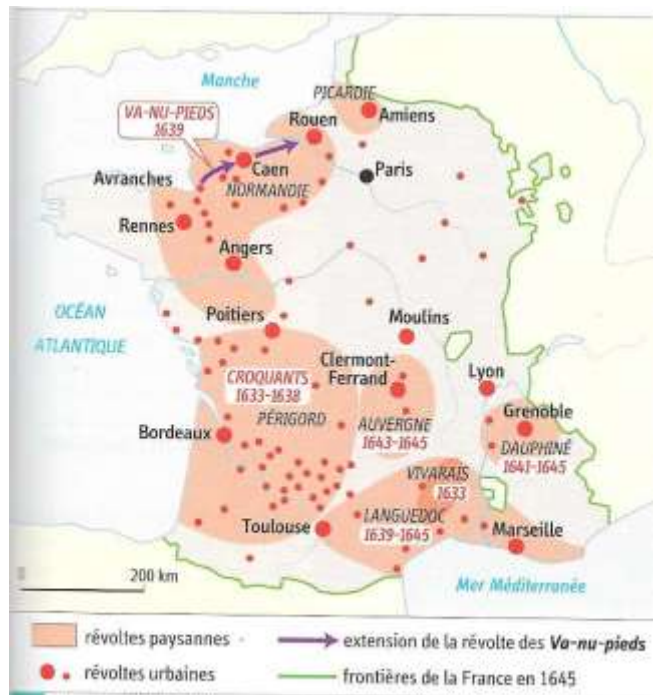 Manche
PICARDIE
VA-NU-PIEDS
1639
Rouen
Amiens
Caen
Paris
Avranches
NORMANDIE
Rennes
Angers
OCÉAN
ATLANTIQUE
Poitiers
Moulins
Clermont-
Ferrand
Lyon
CROQUANTS
1633-1638
PÉRIGORD
Grenoble
AUVERGNE
1643-1645
Bordeaux
DAUPHINÉ
1641-1645
VIVARAIS
1633
LANGUEDOC
1639-1645
Toulouse
Marseille
200 km
Mer Méditerranée
révoltes paysannes
extension de la révolte des Va-nu-pieds
révoltes urbaines
frontières de la France en 1645